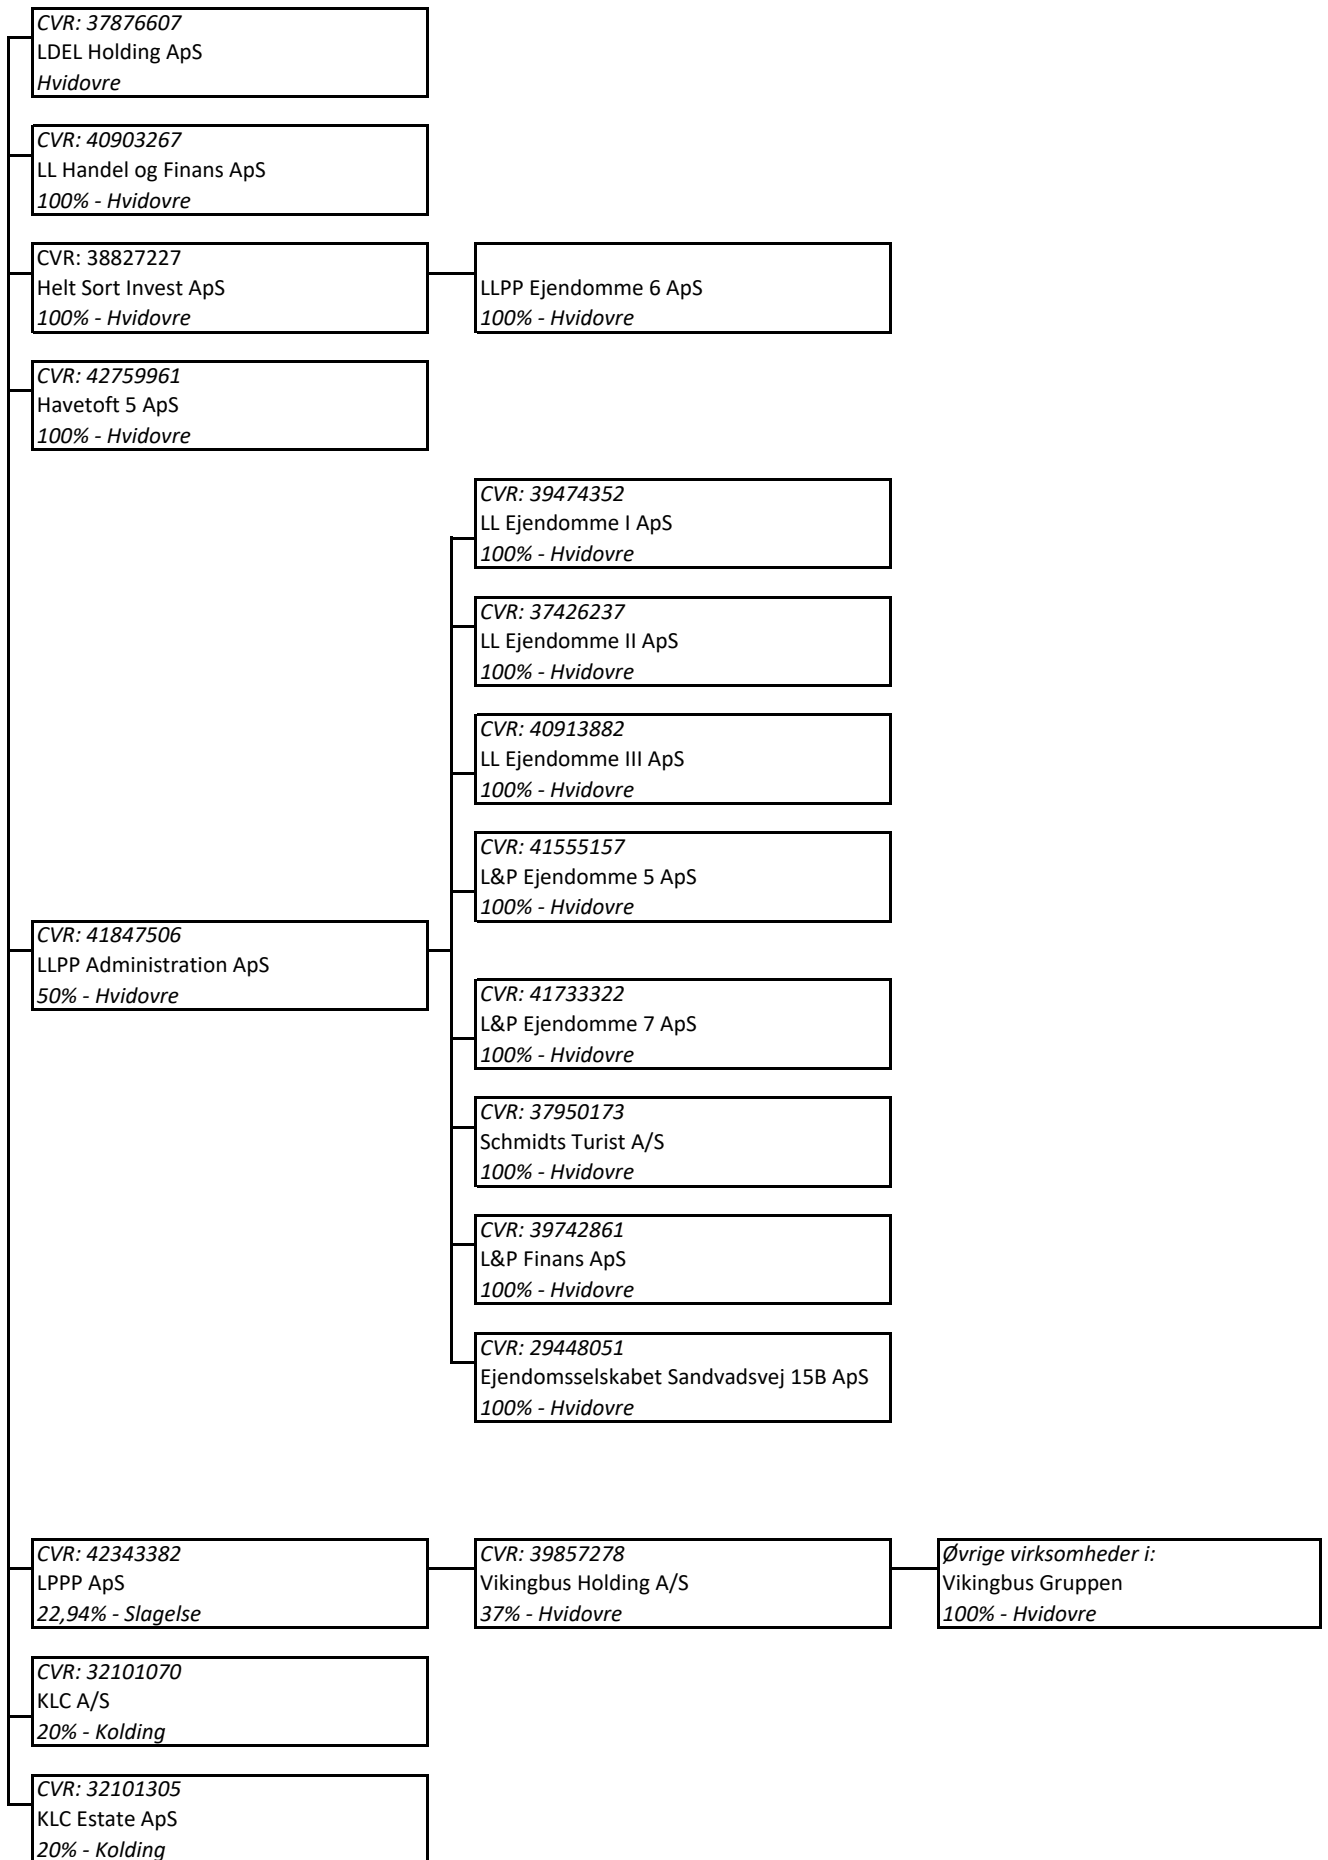 CVR: 37876607
LDEL Holding ApS
Hvidovre
CVR: 40903267
LL Handel og Finans ApS
100% - Hvidovre
CVR: 38827227
Helt Sort Invest ApS
100% - Hvidovre
LLPP Ejendomme 6 ApS
100% - Hvidovre
CVR: 42759961
Havetoft 5 ApS
100% - Hvidovre
CVR: 39474352
LL Ejendomme I ApS
100% - Hvidovre
CVR: 37426237
LL Ejendomme II ApS
100% - Hvidovre
CVR: 40913882
LL Ejendomme III ApS
100% - Hvidovre
CVR: 41555157
L&P Ejendomme 5 ApS
100% - Hvidovre
CVR: 41847506
LLPP Administration ApS
50% - Hvidovre
CVR: 41733322
L&P Ejendomme 7 ApS
100% - Hvidovre
CVR: 37950173
Schmidts Turist A/S
100% - Hvidovre
CVR: 39742861
L&P Finans ApS
100% - Hvidovre
CVR: 29448051
Ejendomsselskabet Sandvadsvej 15B ApS
100% - Hvidovre
CVR: 42343382
LPPP ApS
22,94% - Slagelse
CVR: 39857278
Vikingbus Holding A/S
37% - Hvidovre
Øvrige virksomheder i:
Vikingbus Gruppen
100% - Hvidovre
CVR: 32101070
KLC A/S
20% - Kolding
CVR: 32101305
KLC Estate ApS
20% - Kolding